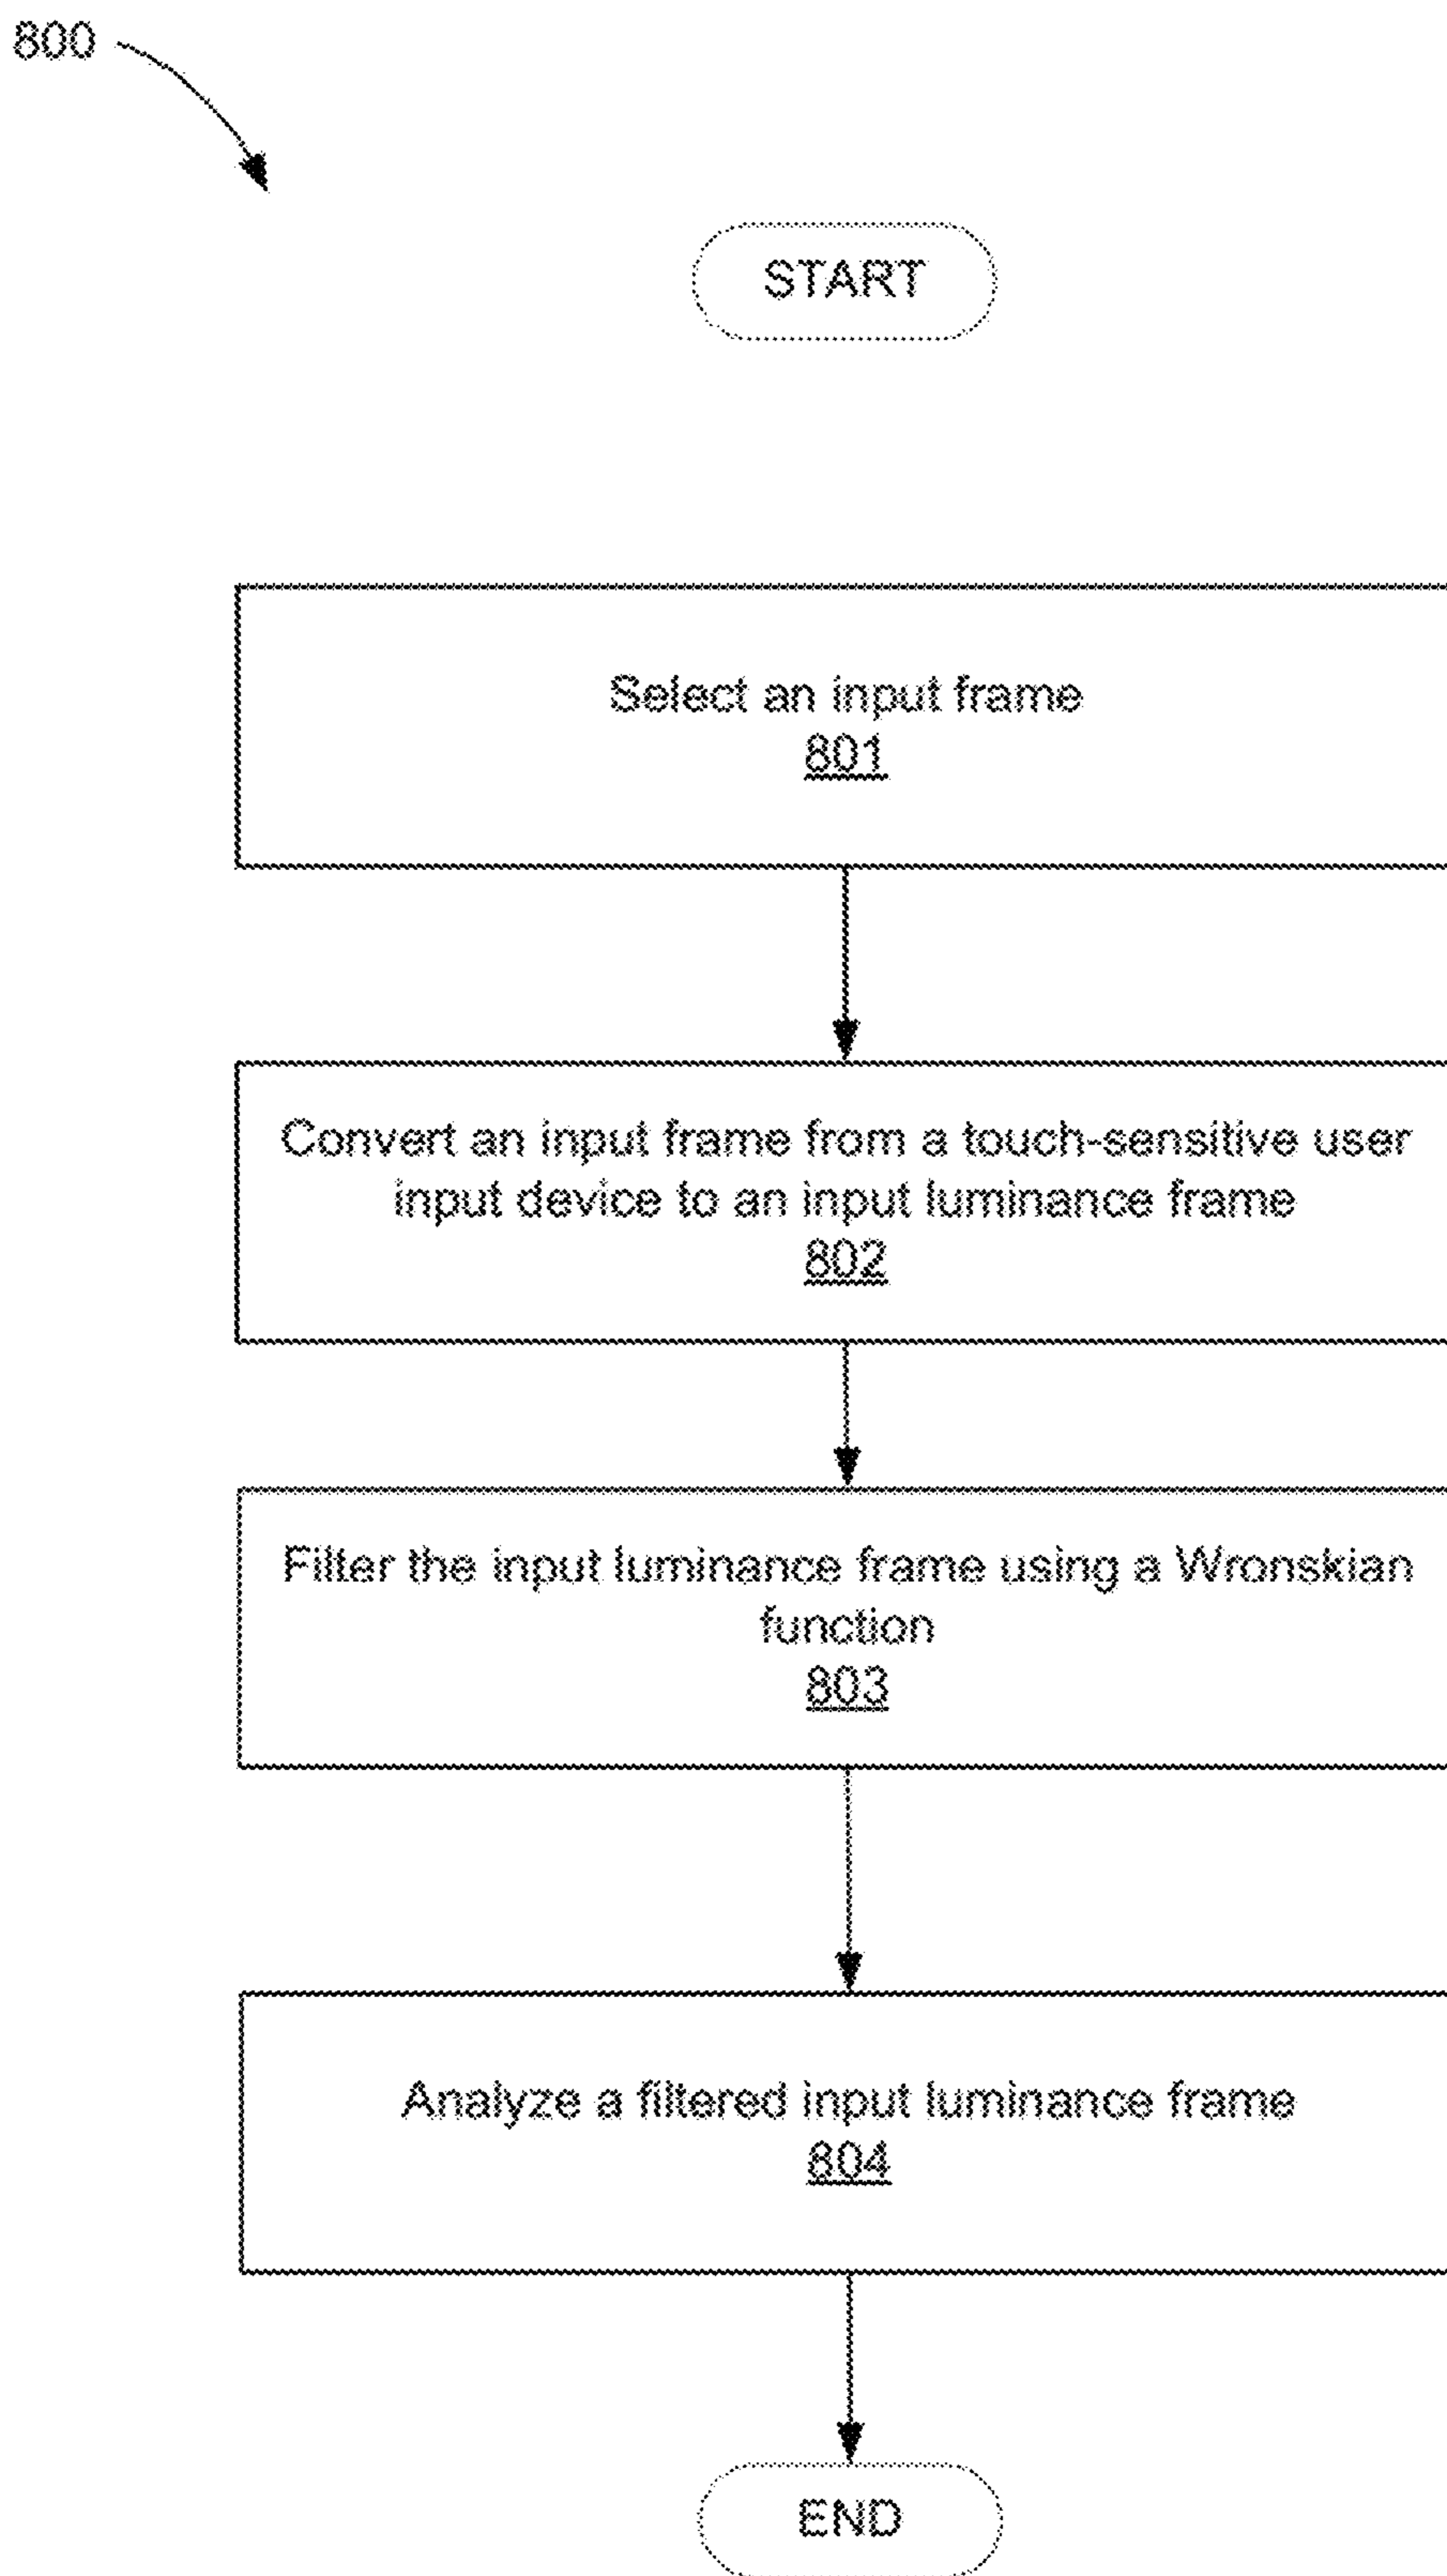 800
START
Select an input frame
801
Convert an input frame from a touch-sensitive user
input device to an input luminance frame
802
Filter the input luminance frame using a Wronskian
function
803
Analyze a filtered input luminance frame
804
END